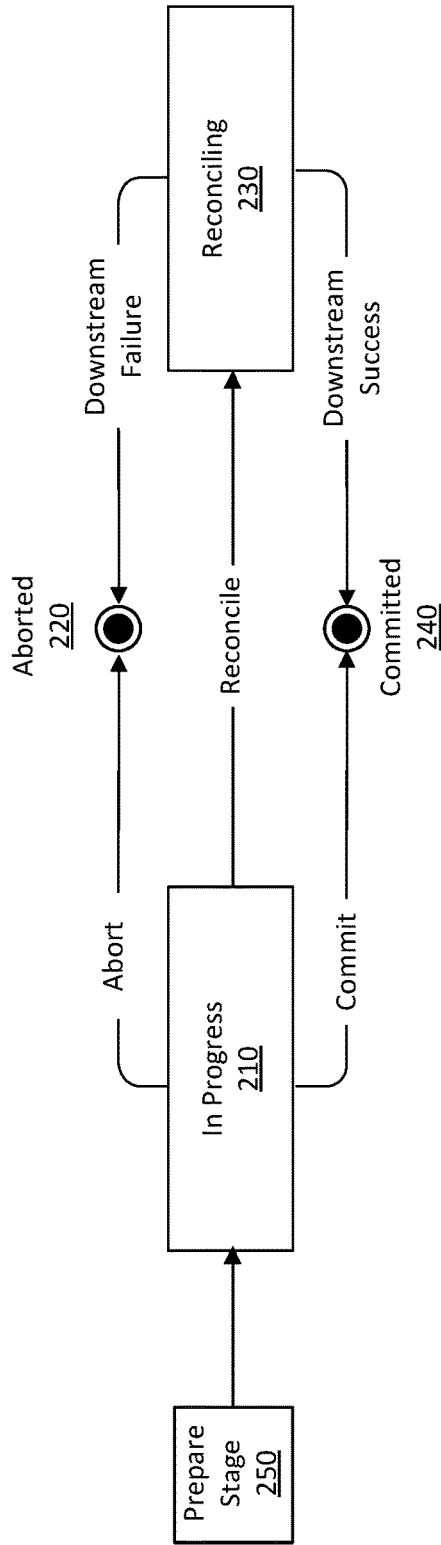 Prepare
Stage
250
In Progress
210
Abort
Reconcile
Commit
Aborted
220
Committed
240
Downstream
Failure
Downstream
Success
Reconciling
230